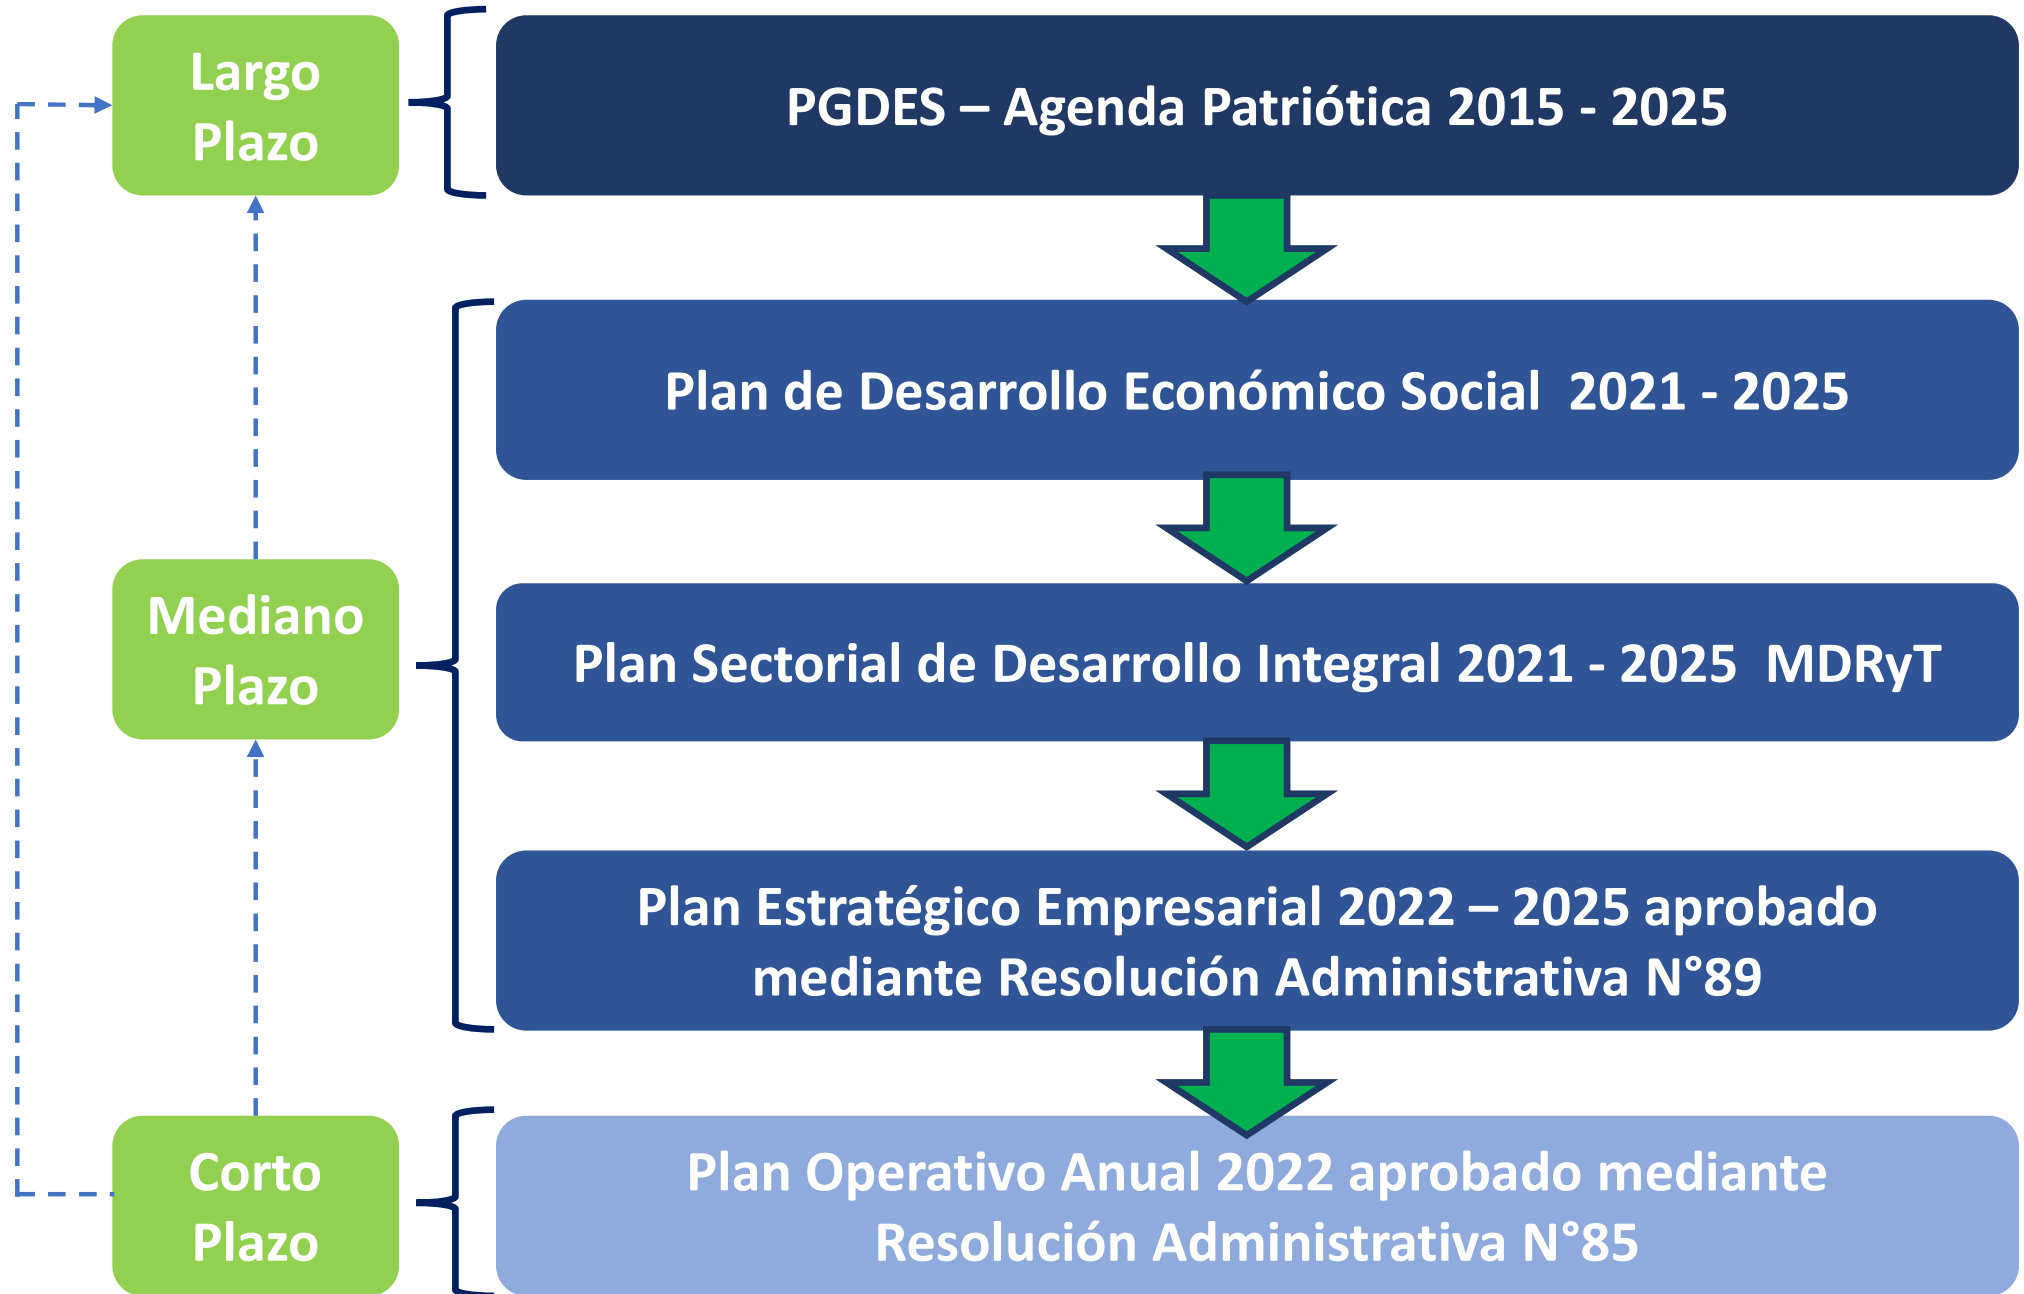 Largo
Plazo
PGDES – Agenda Patriótica 2015 - 2025
Plan de Desarrollo Económico Social  2021 - 2025
Mediano
Plazo
Plan Sectorial de Desarrollo Integral 2021 - 2025  MDRyT
Plan Estratégico Empresarial 2022 – 2025 aprobado
mediante Resolución Administrativa N°89
Corto
Plazo
Plan Operativo Anual 2022 aprobado mediante
Resolución Administrativa N°85